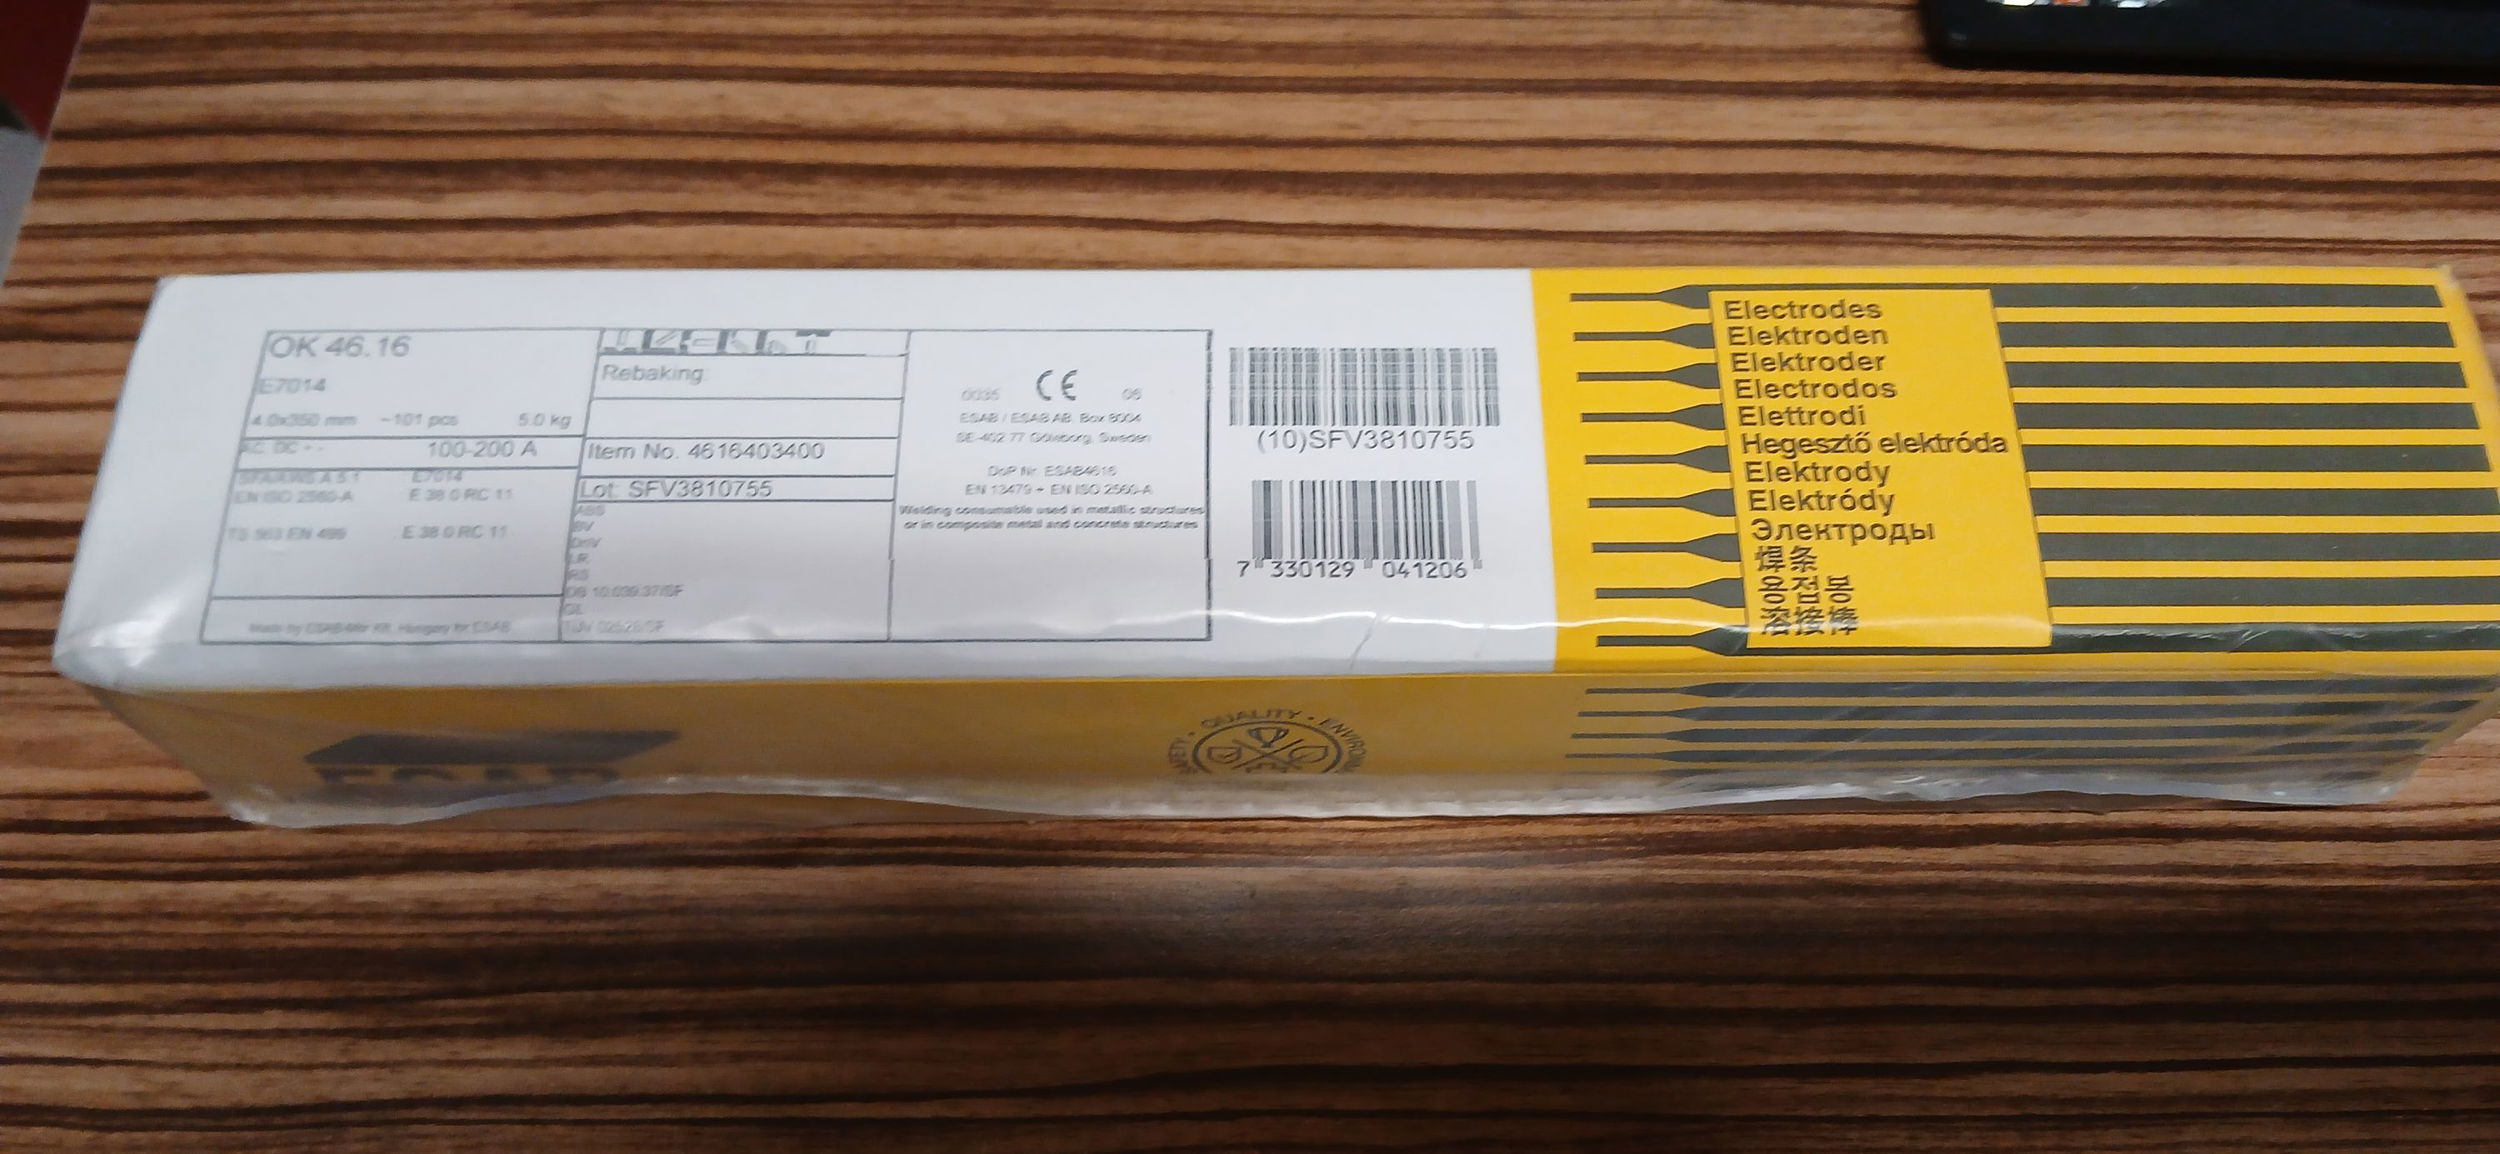 OK 46.16
E7014
4.0x350 mm ~101 pcs 5.0 kg
AC, DC + - 100-200 A
SFA/AWS A 5.1 E7014
EN ISO 2560-A E 38 0 RC 11
TS 563 EN 499 E 38 0 RC 11
Made by ESAB Mór Kft, Hungary for ESAB
Rebaking:
Item No. 4616403400
Lot: SFV3810755
ABS
BV
DNV
LR
RS
DB 10.039.37/SF
GL
TÜV
CE
0035 06
ESAB / ESAB AB, Box 8004
SE-402 77 Göteborg, Sweden
DoP Nr. ESAB4616
EN 13479 + EN ISO 2560-A
Welding consumable used in metallic structures
or in composite metal and concrete structures
(10)SFV3810755
7 330129 041206
Electrodes
Elektroden
Elektroder
Electrodos
Elettrodi
Hegesztő elektróda
Elektrody
Elektródy
Электроды
焊条
용접봉
溶接棒
ESAB
SAFETY • QUALITY •